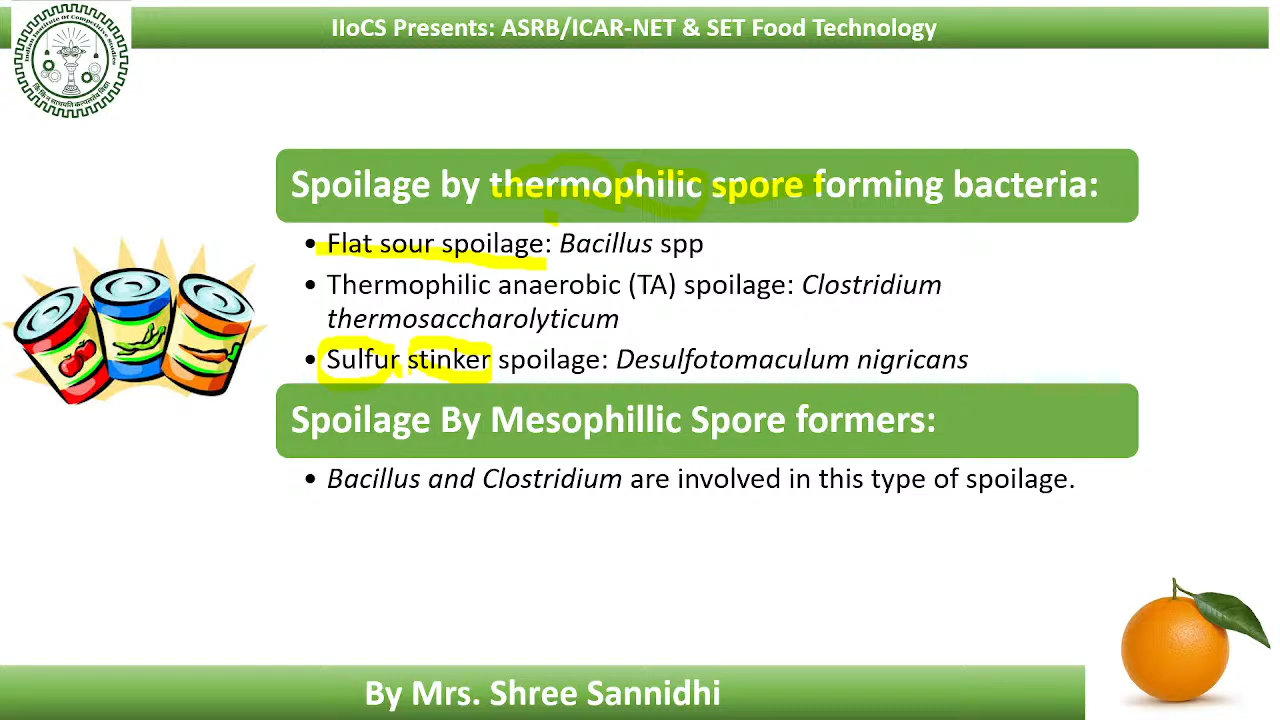 IIoCS Presents: ASRB/ICAR-NET & SET Food Technology
Spoilage by thermophilic spore forming bacteria:
• Flat sour spoilage: Bacillus spp
• Thermophilic anaerobic (TA) spoilage: Clostridium
thermosaccharolyticum
• Sulfur stinker spoilage: Desulfotomaculum nigricans
Spoilage By Mesophillic Spore formers:
• Bacillus and Clostridium are involved in this type of spoilage.
By Mrs. Shree Sannidhi